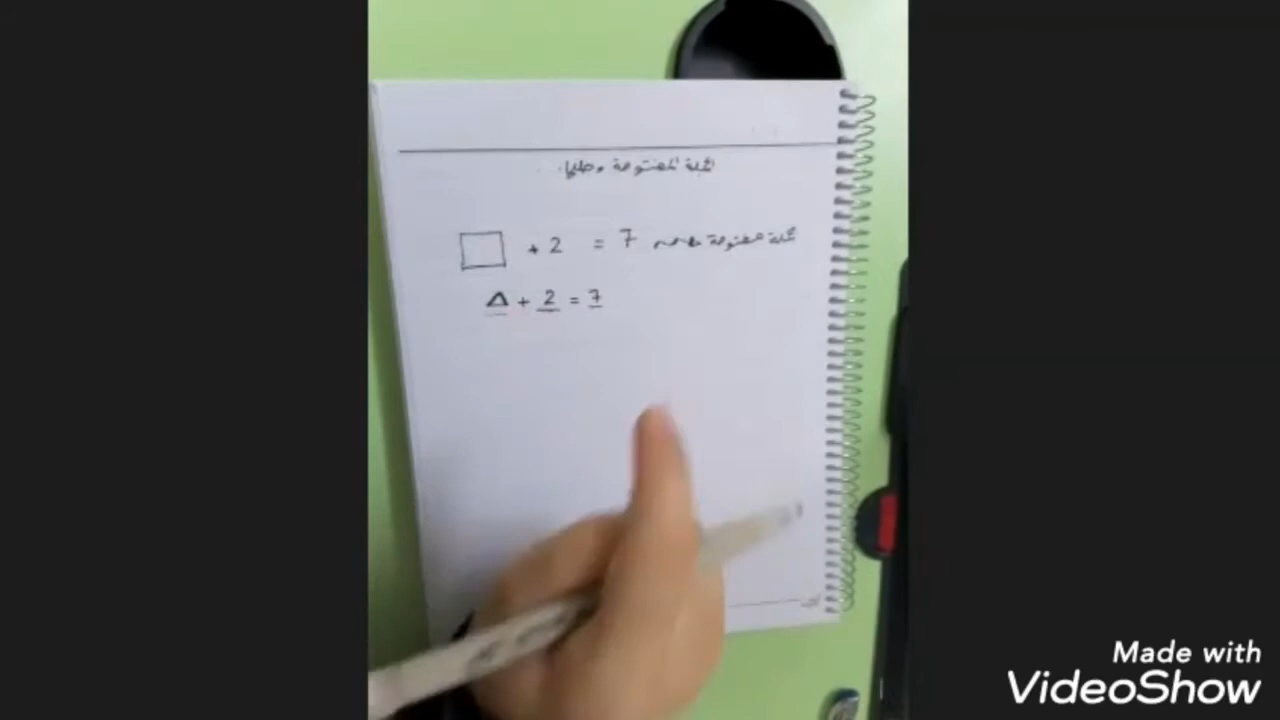 الجملة المفتوحة وحلها.
□ + 2 = 7 جملة مفتوحة
Δ + 2 = 7
Made with
VideoShow